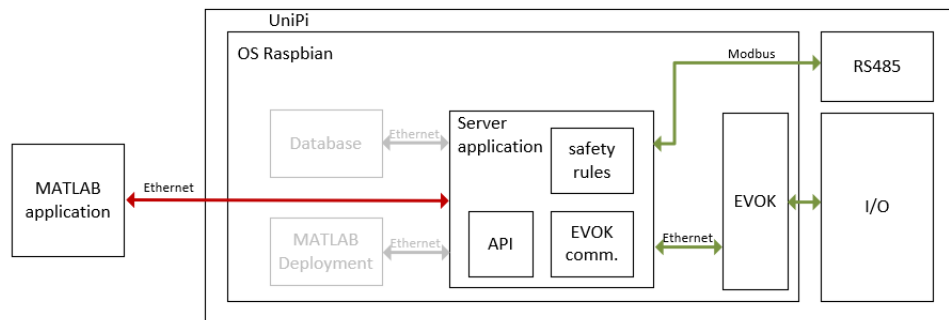 UniPi
OS Raspbian
Modbus
RS485
Database
Ethernet
Server
application
safety
rules
MATLAB
application
Ethernet
EVOK
I/O
MATLAB
Deployment
Ethernet
API
EVOK
comm.
Ethernet